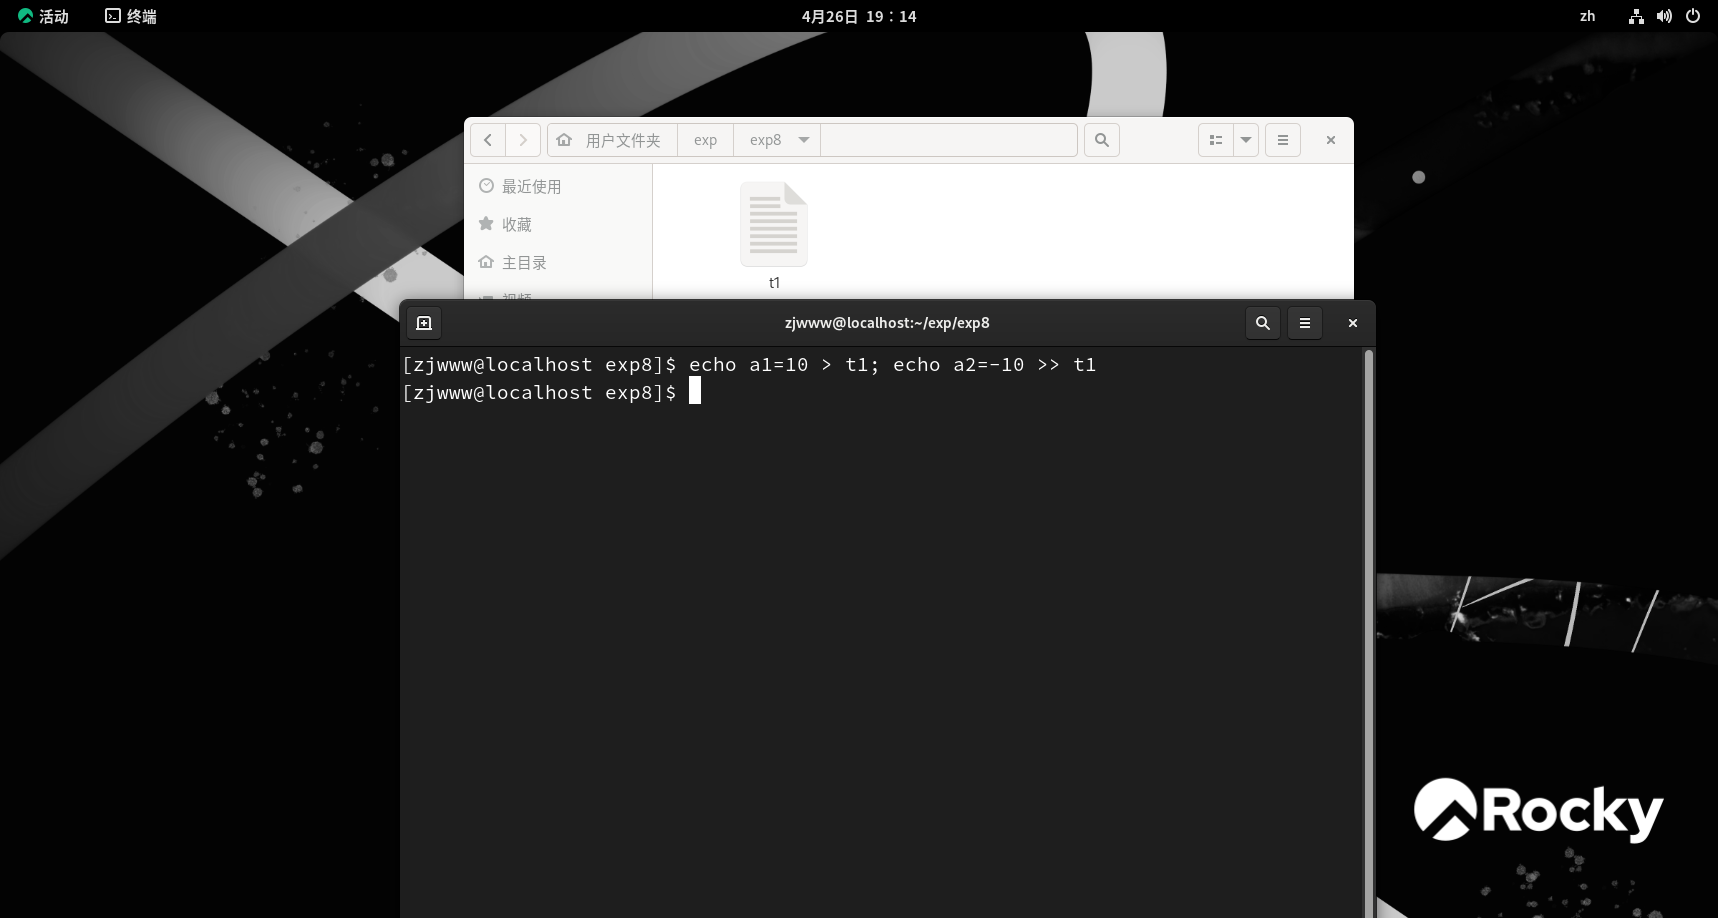 活动 终端 4月26日 19：14 zh
用户文件夹 exp exp8
最近使用
收藏
主目录
视频
t1
zjwww@localhost:~/exp/exp8
[zjwww@localhost exp8]$ echo a1=10 > t1; echo a2=-10 >> t1
[zjwww@localhost exp8]$
Rocky